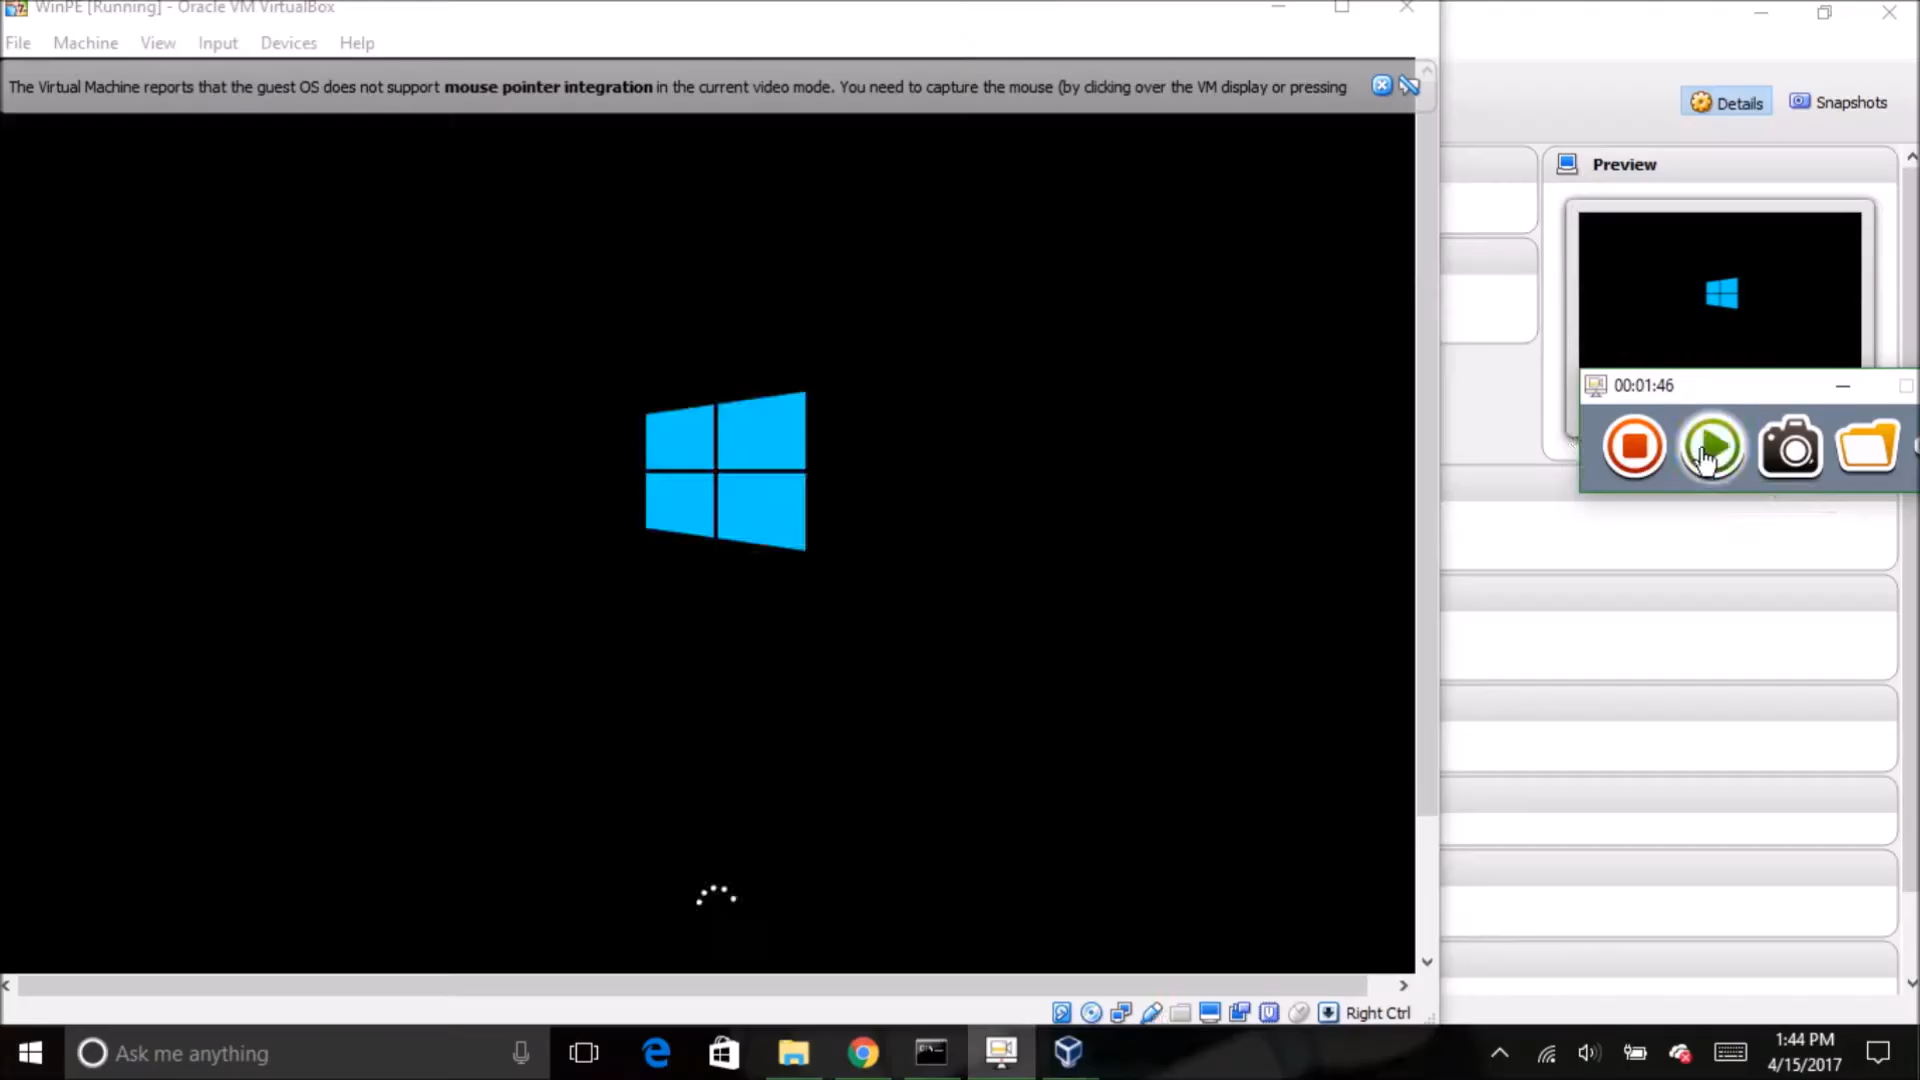 WinPE [Running] - Oracle VM VirtualBox
File Machine View Input Devices Help
The Virtual Machine reports that the guest OS does not support mouse pointer integration in the current video mode. You need to capture the mouse (by clicking over the VM display or pressing
Details Snapshots
Preview
00:01:46
Right Ctrl
Ask me anything
1:44 PM
4/15/2017